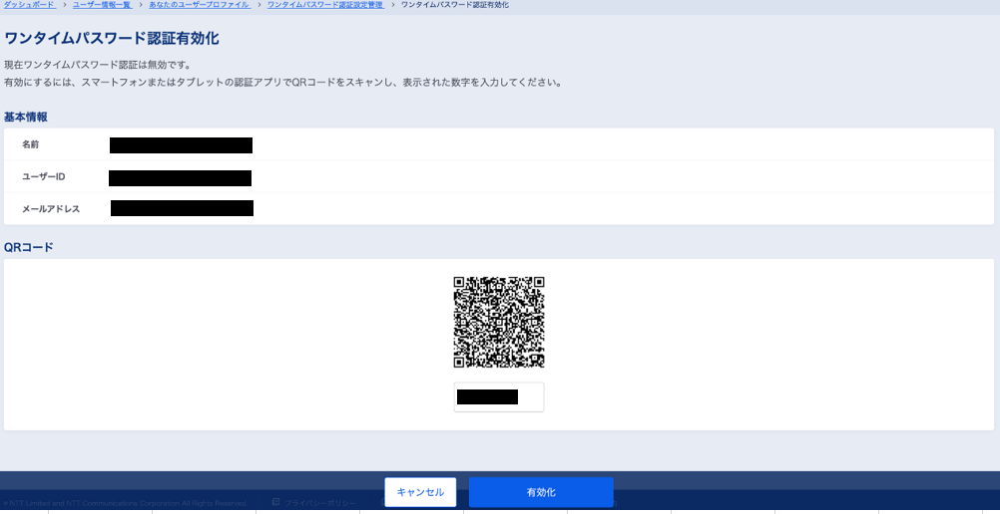 ダッシュボード > ユーザー情報一覧 > あなたのユーザープロファイル > ワンタイムパスワード認証設定管理 > ワンタイムパスワード認証有効化
ワンタイムパスワード認証有効化
現在ワンタイムパスワード認証は無効です。
有効にするには、スマートフォンまたはタブレットの認証アプリでQRコードをスキャンし、表示された数字を入力してください。
基本情報
名前
ユーザーID
メールアドレス
QRコード
キャンセル 有効化
NTT Limited and NTT Communications Corporation All Rights Reserved. プライバシーポリシー